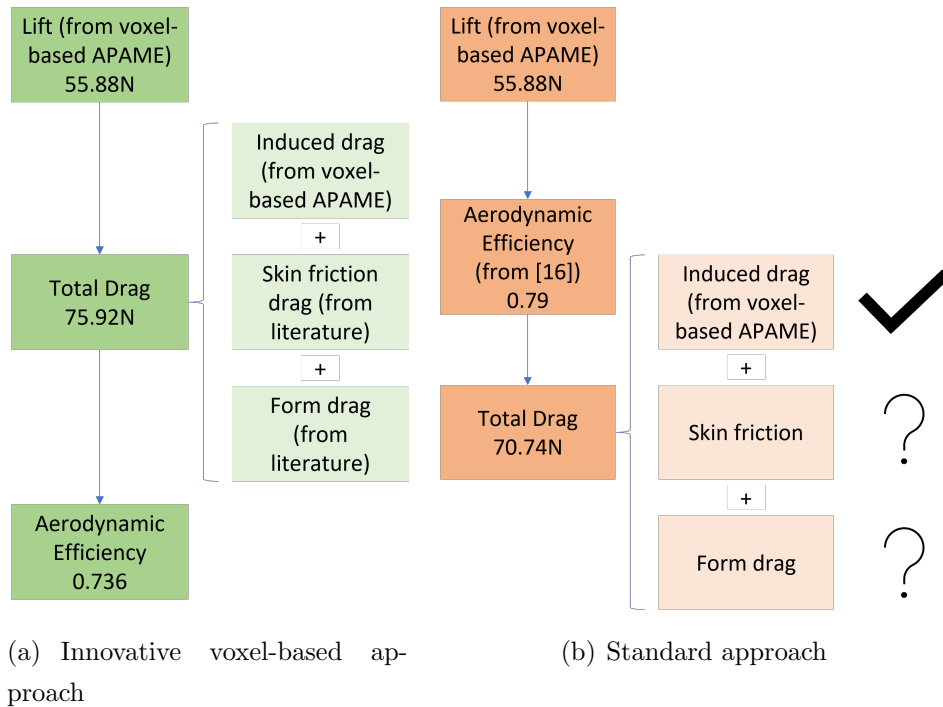 Lift (from voxel-
based APAME)
55.88N
Induced drag
(from voxel-
based APAME)
+
Total Drag
75.92N
Skin friction
drag (from
literature)
+
Form drag
(from
literature)
Aerodynamic
Efficiency
0.736
(a) Innovative voxel-based ap-
proach
Lift (from voxel-
based APAME)
55.88N
Aerodynamic
Efficiency
(from [16])
0.79
Total Drag
70.74N
Induced drag
(from voxel-
based APAME)
+
Skin friction
?
+
Form drag
?
(b) Standard approach